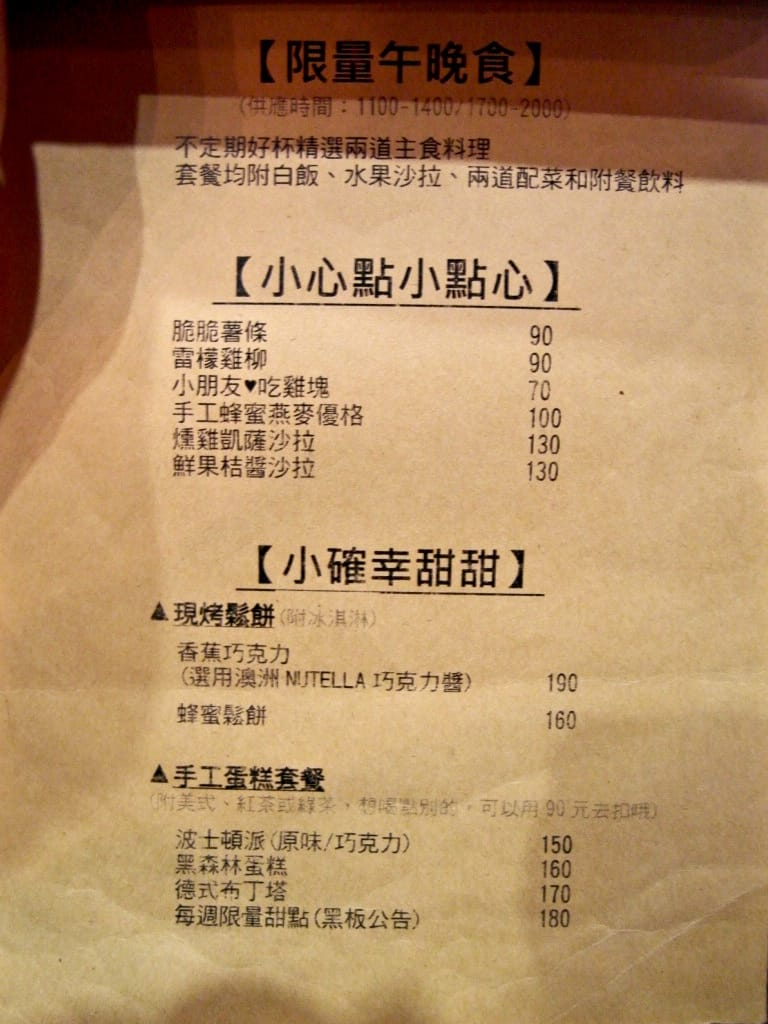 【限量午晚食】
(供應時間：1100-1400/1700-2000)
不定期好杯精選兩道主食料理
套餐均附白飯、水果沙拉、兩道配菜和附餐飲料
【小心點小點心】
脆脆薯條 90
雷檬雞柳 90
小朋友♥吃雞塊 70
手工蜂蜜燕麥優格 100
燻雞凱薩沙拉 130
鮮果桔醬沙拉 130
【小確幸甜甜】
▲現烤鬆餅(附冰淇淋)
香蕉巧克力
(選用澳洲 NUTELLA 巧克力醬) 190
蜂蜜鬆餅 160
▲手工蛋糕套餐
(附美式、紅茶或綠茶，想喝點別的，可以用 90 元去扣哦)
波士頓派(原味/巧克力) 150
黑森林蛋糕 160
德式布丁塔 170
每週限量甜點(黑板公告) 180